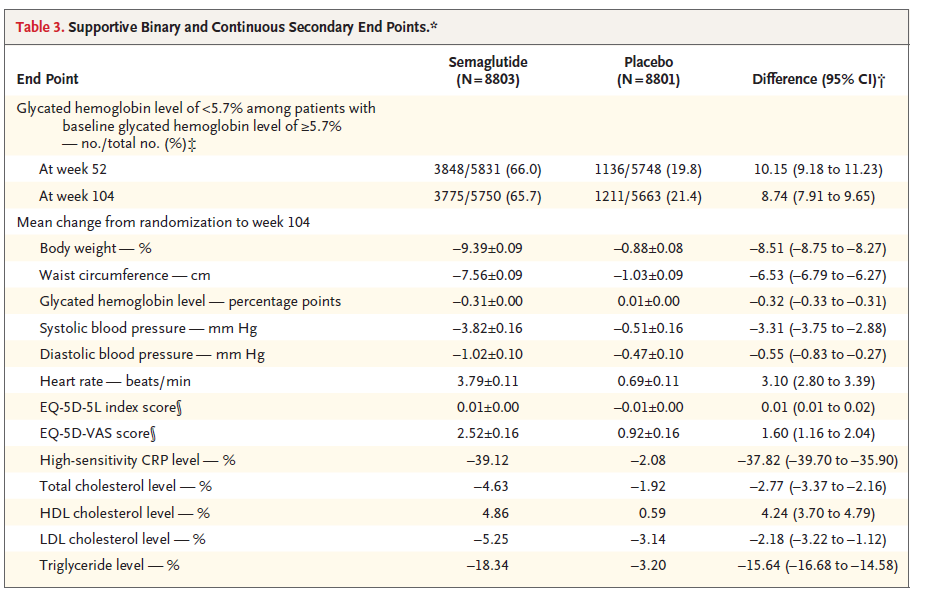 Table 3. Supportive Binary and Continuous Secondary End Points.*
End Point Semaglutide (N=8803) Placebo (N=8801) Difference (95% CI)†
Glycated hemoglobin level of <5.7% among patients with
baseline glycated hemoglobin level of ≥5.7%
— no./total no. (%)‡
At week 52 3848/5831 (66.0) 1136/5748 (19.8) 10.15 (9.18 to 11.23)
At week 104 3775/5750 (65.7) 1211/5663 (21.4) 8.74 (7.91 to 9.65)
Mean change from randomization to week 104
Body weight — % −9.39±0.09 −0.88±0.08 −8.51 (−8.75 to −8.27)
Waist circumference — cm −7.56±0.09 −1.03±0.09 −6.53 (−6.79 to −6.27)
Glycated hemoglobin level — percentage points −0.31±0.00 0.01±0.00 −0.32 (−0.33 to −0.31)
Systolic blood pressure — mm Hg −3.82±0.16 −0.51±0.16 −3.31 (−3.75 to −2.88)
Diastolic blood pressure — mm Hg −1.02±0.10 −0.47±0.10 −0.55 (−0.83 to −0.27)
Heart rate — beats/min 3.79±0.11 0.69±0.11 3.10 (2.80 to 3.39)
EQ-5D-5L index score§ 0.01±0.00 −0.01±0.00 0.01 (0.01 to 0.02)
EQ-5D-VAS score§ 2.52±0.16 0.92±0.16 1.60 (1.16 to 2.04)
High-sensitivity CRP level — % −39.12 −2.08 −37.82 (−39.70 to −35.90)
Total cholesterol level — % −4.63 −1.92 −2.77 (−3.37 to −2.16)
HDL cholesterol level — % 4.86 0.59 4.24 (3.70 to 4.79)
LDL cholesterol level — % −5.25 −3.14 −2.18 (−3.22 to −1.12)
Triglyceride level — % −18.34 −3.20 −15.64 (−16.68 to −14.58)